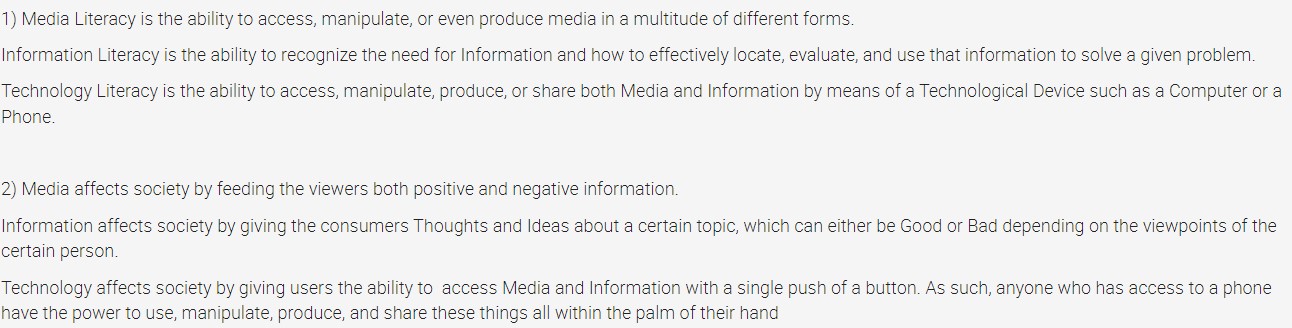 1) Media Literacy is the ability to access, manipulate, or even produce media in a multitude of different forms.
Information Literacy is the ability to recognize the need for Information and how to effectively locate, evaluate, and use that information to solve a given problem.
Technology Literacy is the ability to access, manipulate, produce, or share both Media and Information by means of a Technological Device such as a Computer or a
Phone.
2) Media affects society by feeding the viewers both positive and negative information.
Information affects society by giving the consumers Thoughts and Ideas about a certain topic, which can either be Good or Bad depending on the viewpoints of the
certain person.
Technology affects society by giving users the ability to  access Media and Information with a single push of a button. As such, anyone who has access to a phone
have the power to use, manipulate, produce, and share these things all within the palm of their hand